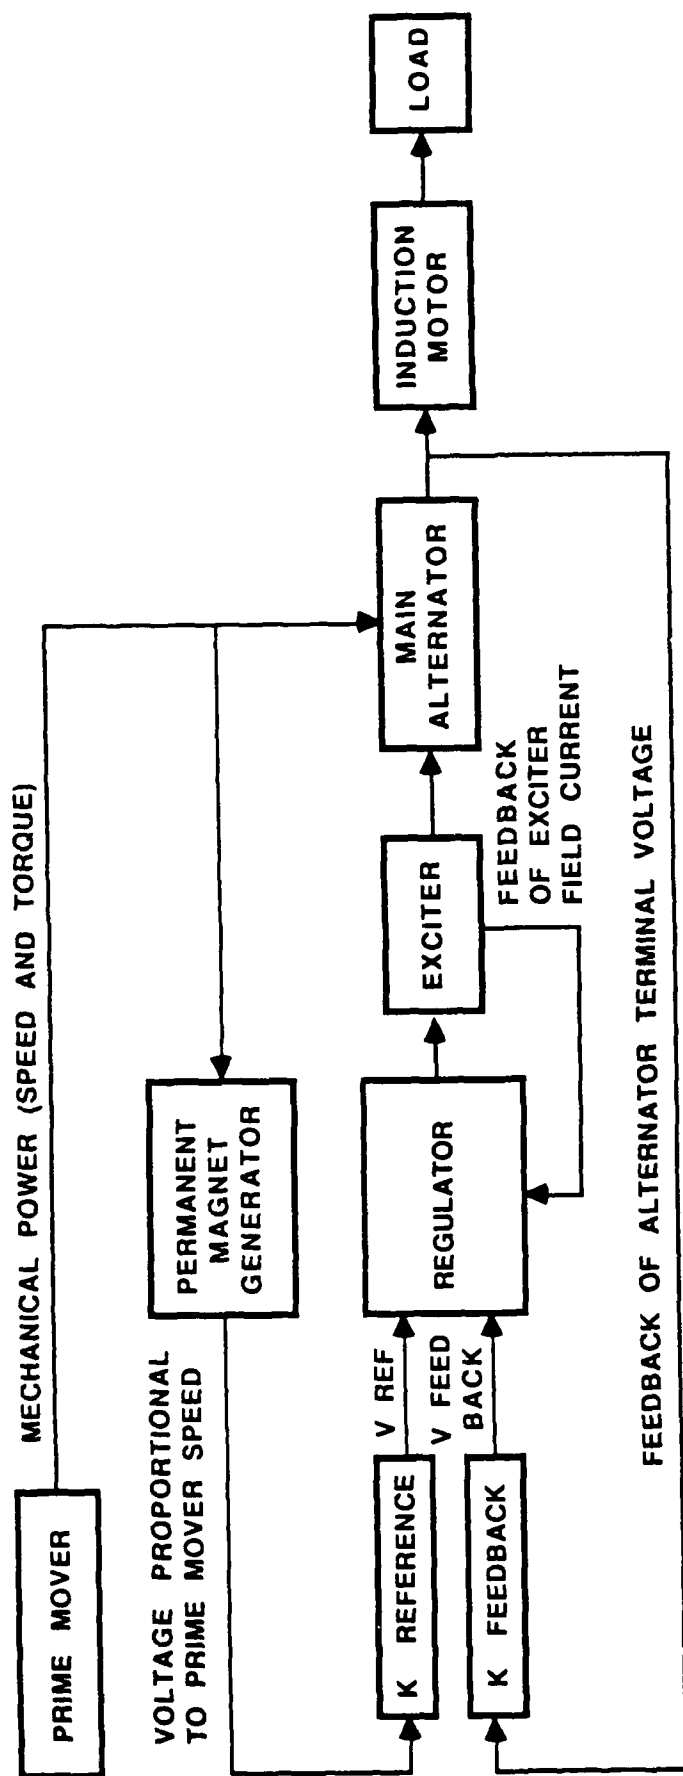 PRIME MOVER
MECHANICAL POWER (SPEED AND TORQUE)
VOLTAGE PROPORTIONAL
TO PRIME MOVER SPEED
PERMANENT
MAGNET
GENERATOR
K REFERENCE
V REF
K FEEDBACK
V FEED
BACK
REGULATOR
EXCITER
FEEDBACK
OF EXCITER
FIELD CURRENT
MAIN
ALTERNATOR
INDUCTION
MOTOR
LOAD
FEEDBACK OF ALTERNATOR TERMINAL VOLTAGE